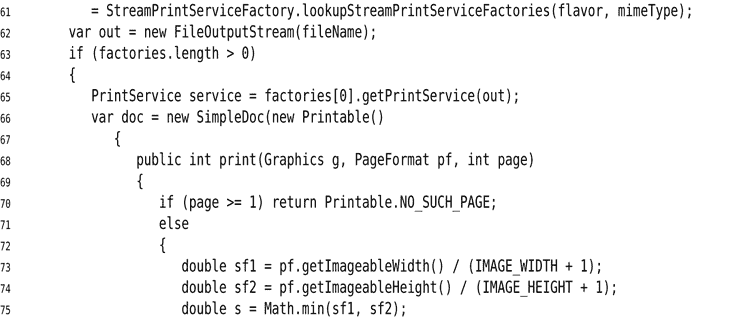 61 = StreamPrintServiceFactory.lookupStreamPrintServiceFactories(flavor, mimeType);
62 var out = new FileOutputStream(fileName);
63 if (factories.length > 0)
64 {
65 PrintService service = factories[0].getPrintService(out);
66 var doc = new SimpleDoc(new Printable()
67 {
68 public int print(Graphics g, PageFormat pf, int page)
69 {
70 if (page >= 1) return Printable.NO_SUCH_PAGE;
71 else
72 {
73 double sf1 = pf.getImageableWidth() / (IMAGE_WIDTH + 1);
74 double sf2 = pf.getImageableHeight() / (IMAGE_HEIGHT + 1);
75 double s = Math.min(sf1, sf2);